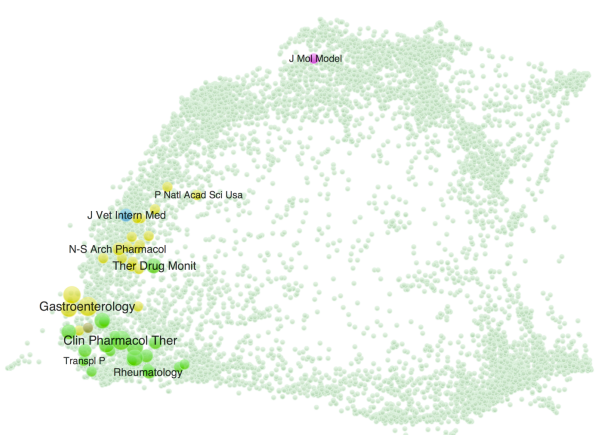 J Mol Model
P Natl Acad Sci Usa
J Vet Intern Med
N-S Arch Pharmacol
Ther Drug Monit
Gastroenterology
Clin Pharmacol Ther
Transpl P
Rheumatology